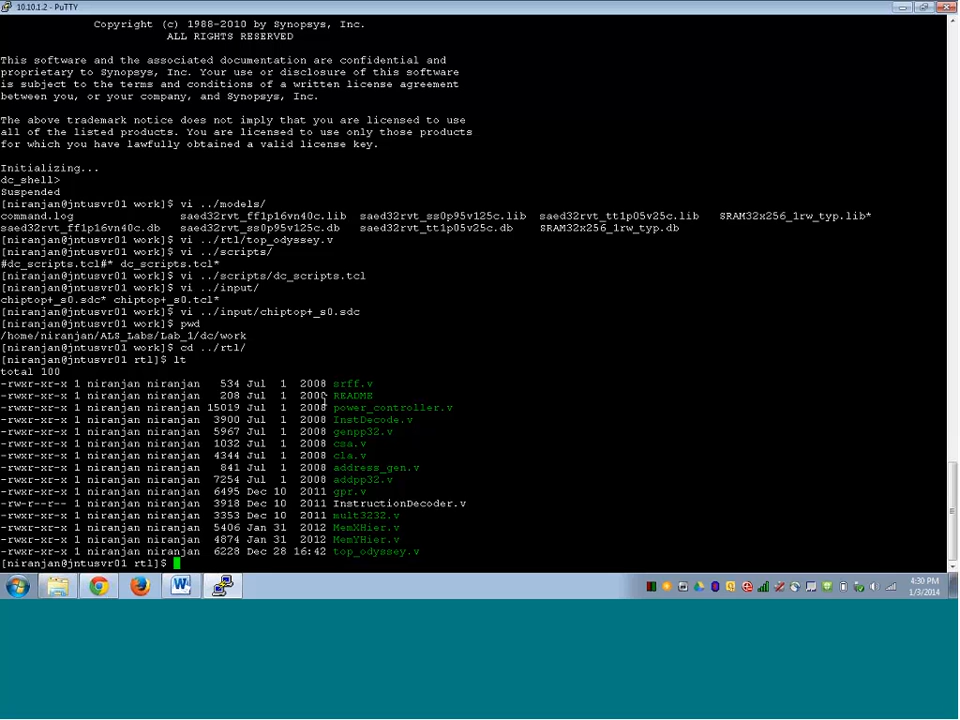 10.10.1.2 - PuTTY
Copyright (c) 1988-2010 by Synopsys, Inc.
ALL RIGHTS RESERVED
This software and the associated documentation are confidential and
proprietary to Synopsys, Inc. Your use or disclosure of this software
is subject to the terms and conditions of a written license agreement
between you, or your company, and Synopsys, Inc.
The above trademark notice does not imply that you are licensed to use
all of the listed products. You are licensed to use only those products
for which you have lawfully obtained a valid license key.
Initializing...
dc_shell>
Suspended
[niranjan@jntusvr01 work]$ vi ../models/
command.log saed32rvt_ff1p16vn40c.lib saed32rvt_ss0p95v125c.lib saed32rvt_tt1p05v25c.lib SRAM32x256_1rw_typ.lib*
saed32rvt_ff1p16vn40c.db saed32rvt_ss0p95v125c.db saed32rvt_tt1p05v25c.db SRAM32x256_1rw_typ.db
[niranjan@jntusvr01 work]$ vi ../rtl/top_odyssey.v
[niranjan@jntusvr01 work]$ vi ../scripts/
#dc_scripts.tcl#* dc_scripts.tcl*
[niranjan@jntusvr01 work]$ vi ../scripts/dc_scripts.tcl
[niranjan@jntusvr01 work]$ vi ../input/
chiptop+_s0.sdc* chiptop+_s0.tcl*
[niranjan@jntusvr01 work]$ vi ../input/chiptop+_s0.sdc
[niranjan@jntusvr01 work]$ pwd
/home/niranjan/ALS_Labs/Lab_1/dc/work
[niranjan@jntusvr01 work]$ cd ../rtl/
[niranjan@jntusvr01 rtl]$ lt
total 100
-rwxr-xr-x 1 niranjan niranjan 534 Jul 1 2008 srff.v
-rwxr-xr-x 1 niranjan niranjan 208 Jul 1 2008 README
-rwxr-xr-x 1 niranjan niranjan 15019 Jul 1 2008 power_controller.v
-rwxr-xr-x 1 niranjan niranjan 3900 Jul 1 2008 InstDecode.v
-rwxr-xr-x 1 niranjan niranjan 5967 Jul 1 2008 genpp32.v
-rwxr-xr-x 1 niranjan niranjan 1032 Jul 1 2008 csa.v
-rwxr-xr-x 1 niranjan niranjan 4344 Jul 1 2008 cla.v
-rwxr-xr-x 1 niranjan niranjan 841 Jul 1 2008 address_gen.v
-rwxr-xr-x 1 niranjan niranjan 7254 Jul 1 2008 addpp32.v
-rwxr-xr-x 1 niranjan niranjan 6495 Dec 10 2011 gpr.v
-rw-r--r-- 1 niranjan niranjan 3918 Dec 10 2011 InstructionDecoder.v
-rwxr-xr-x 1 niranjan niranjan 3353 Dec 10 2011 mult3232.v
-rwxr-xr-x 1 niranjan niranjan 5406 Jan 31 2012 MemXHier.v
-rwxr-xr-x 1 niranjan niranjan 4874 Jan 31 2012 MemYHier.v
-rwxr-xr-x 1 niranjan niranjan 6228 Dec 28 16:42 top_odyssey.v
[niranjan@jntusvr01 rtl]$
4:30 PM
1/3/2014